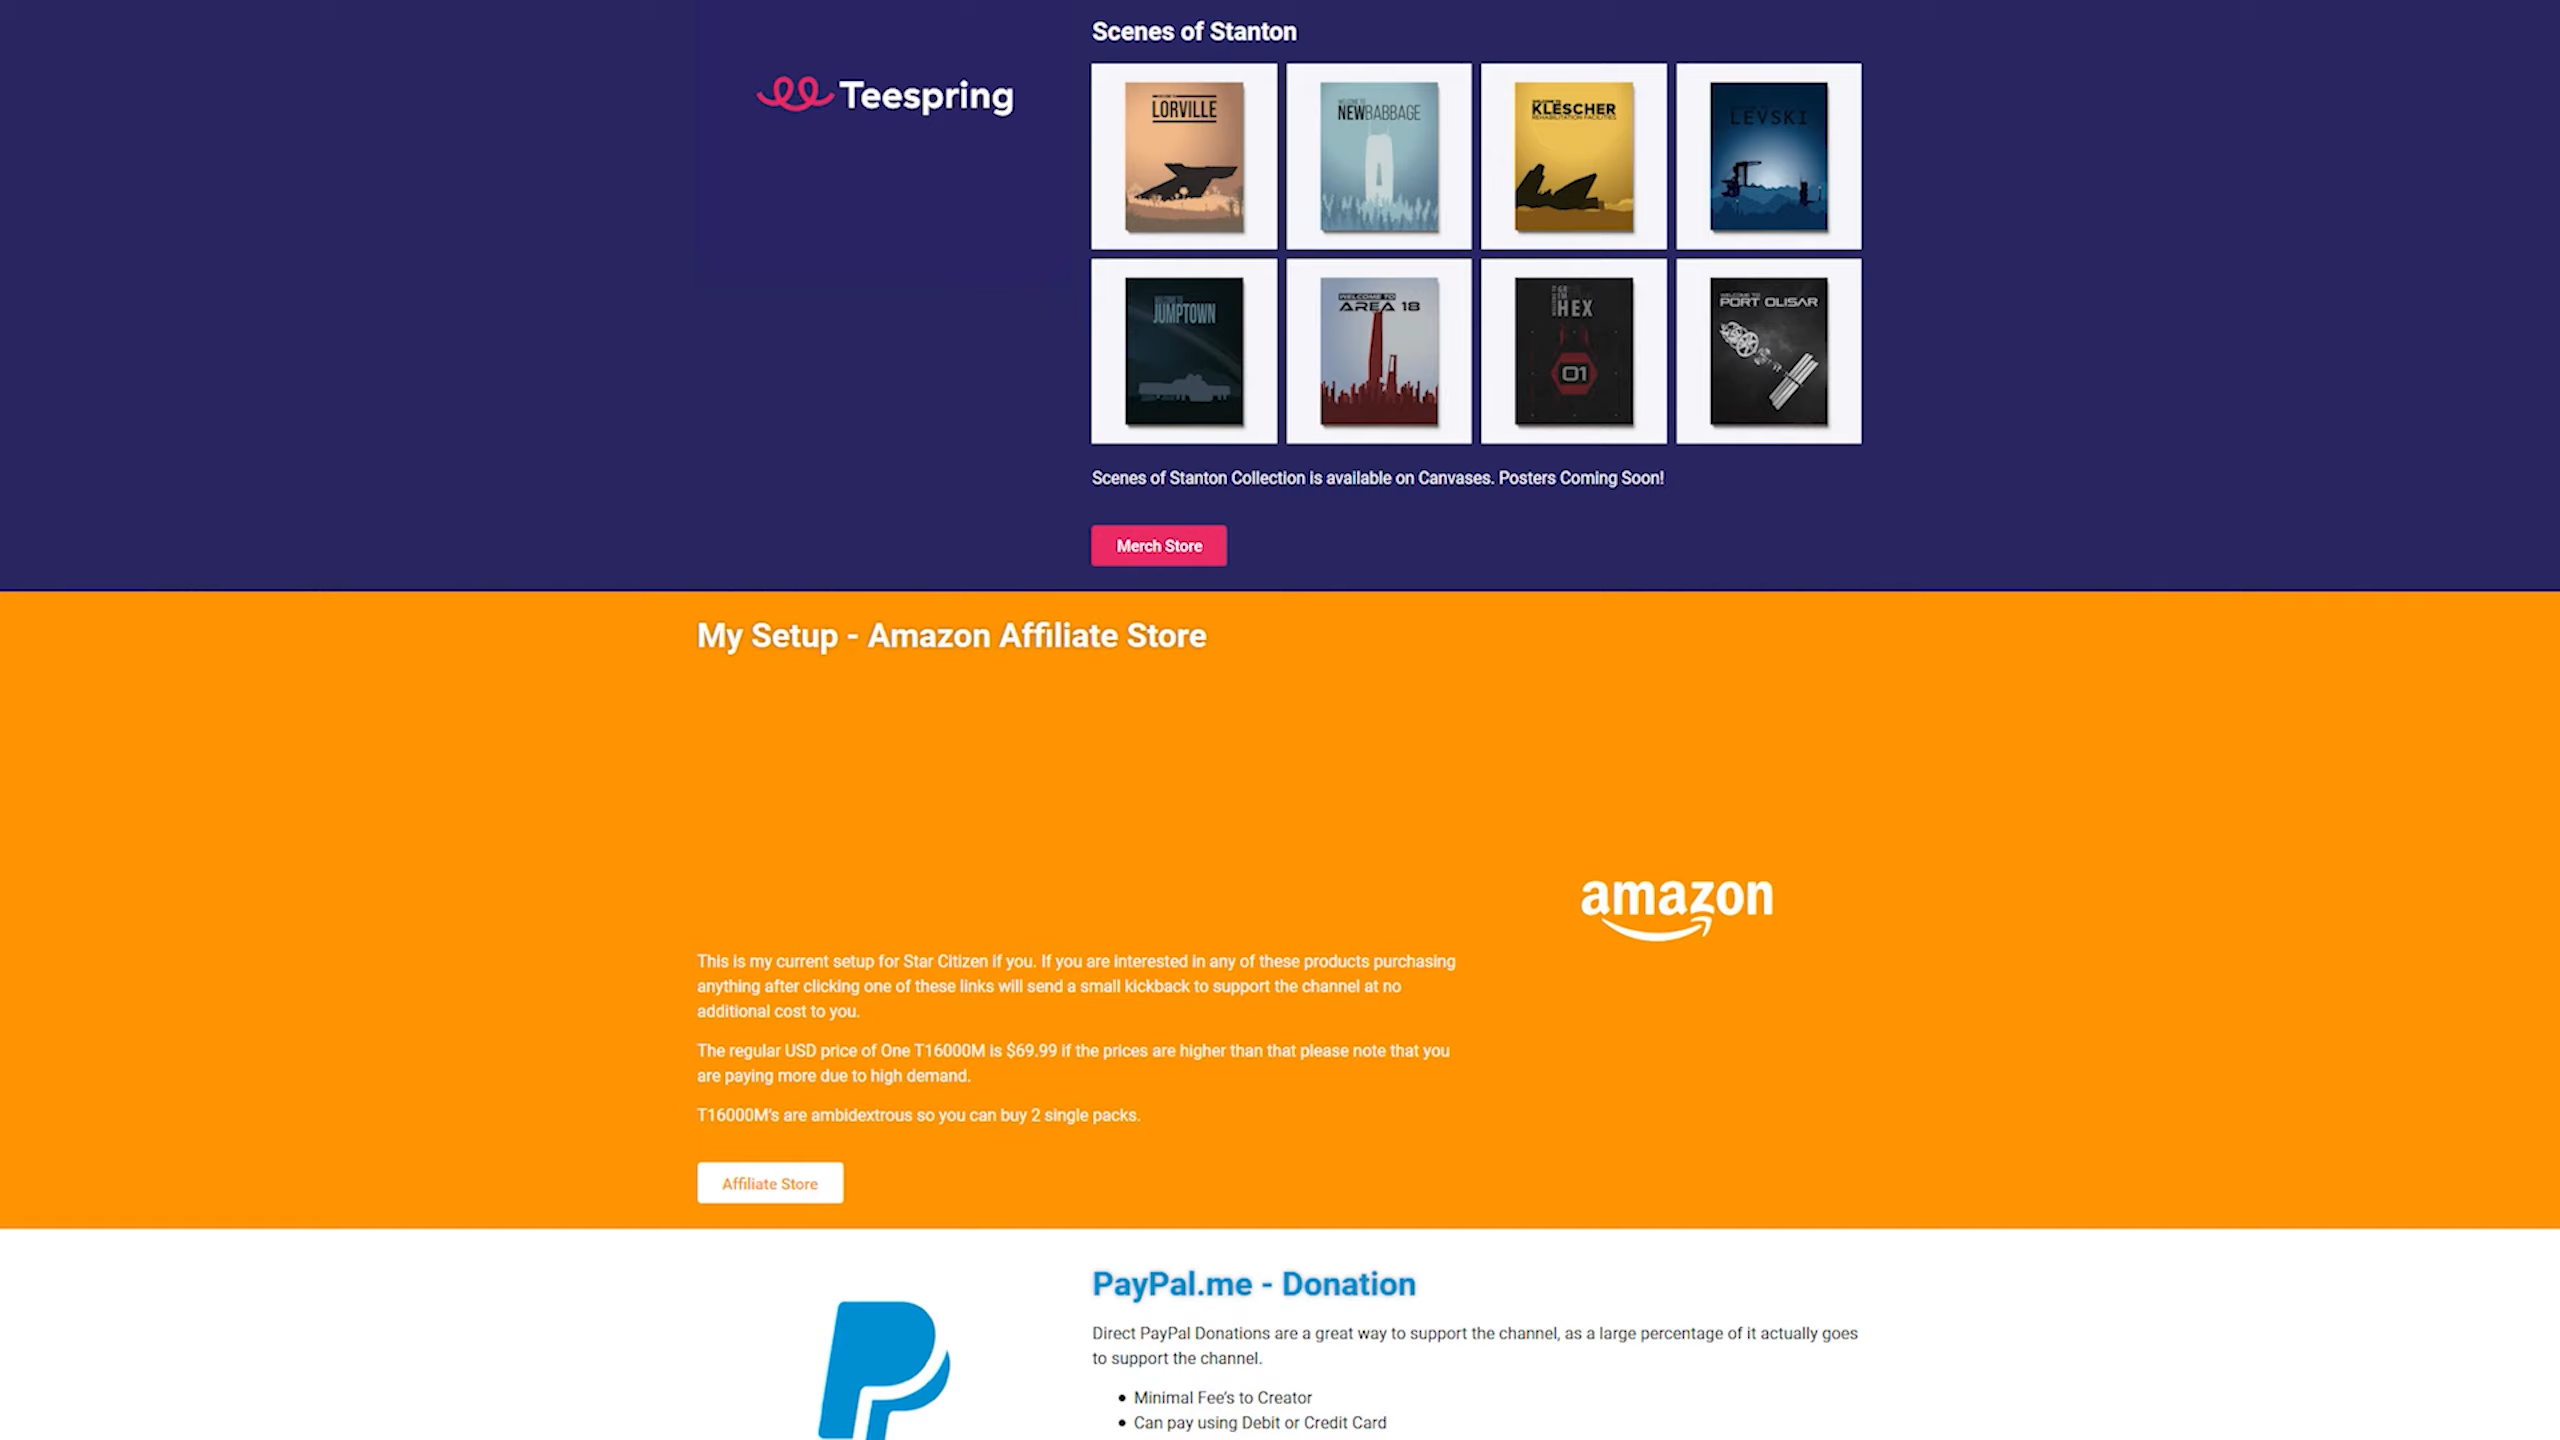 Scenes of Stanton
Teespring
LORVILLE
NEWBABBAGE
KLESCHER
REHABILITATION FACILITIES
LEVSKI
WELCOME TO
JUMPTOWN
WELCOME TO
AREA 18
HEX
01
WELCOME TO
PORT OLISAR
Scenes of Stanton Collection is available on Canvases. Posters Coming Soon!
Merch Store
My Setup - Amazon Affiliate Store
amazon
This is my current setup for Star Citizen if you. If you are interested in any of these products purchasing
anything after clicking one of these links will send a small kickback to support the channel at no
additional cost to you.
The regular USD price of One T16000M is $69.99 if the prices are higher than that please note that you
are paying more due to high demand.
T16000M's are ambidextrous so you can buy 2 single packs.
Affiliate Store
PayPal.me - Donation
Direct PayPal Donations are a great way to support the channel, as a large percentage of it actually goes
to support the channel.
Minimal Fee's to Creator
Can pay using Debit or Credit Card